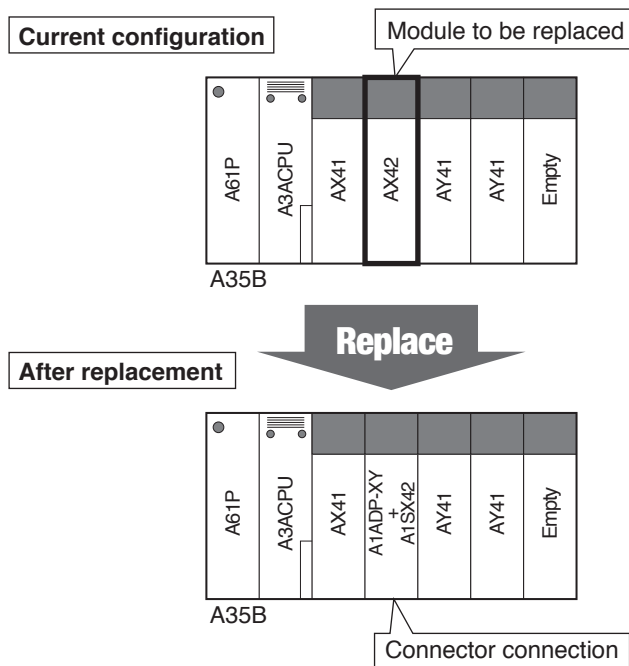 Current configuration
Module to be replaced
A61P
A3ACPU
AX41
AX42
AY41
AY41
Empty
A35B
Replace
After replacement
A61P
A3ACPU
AX41
A1ADP-XY
+
A1SX42
AY41
AY41
Empty
A35B
Connector connection